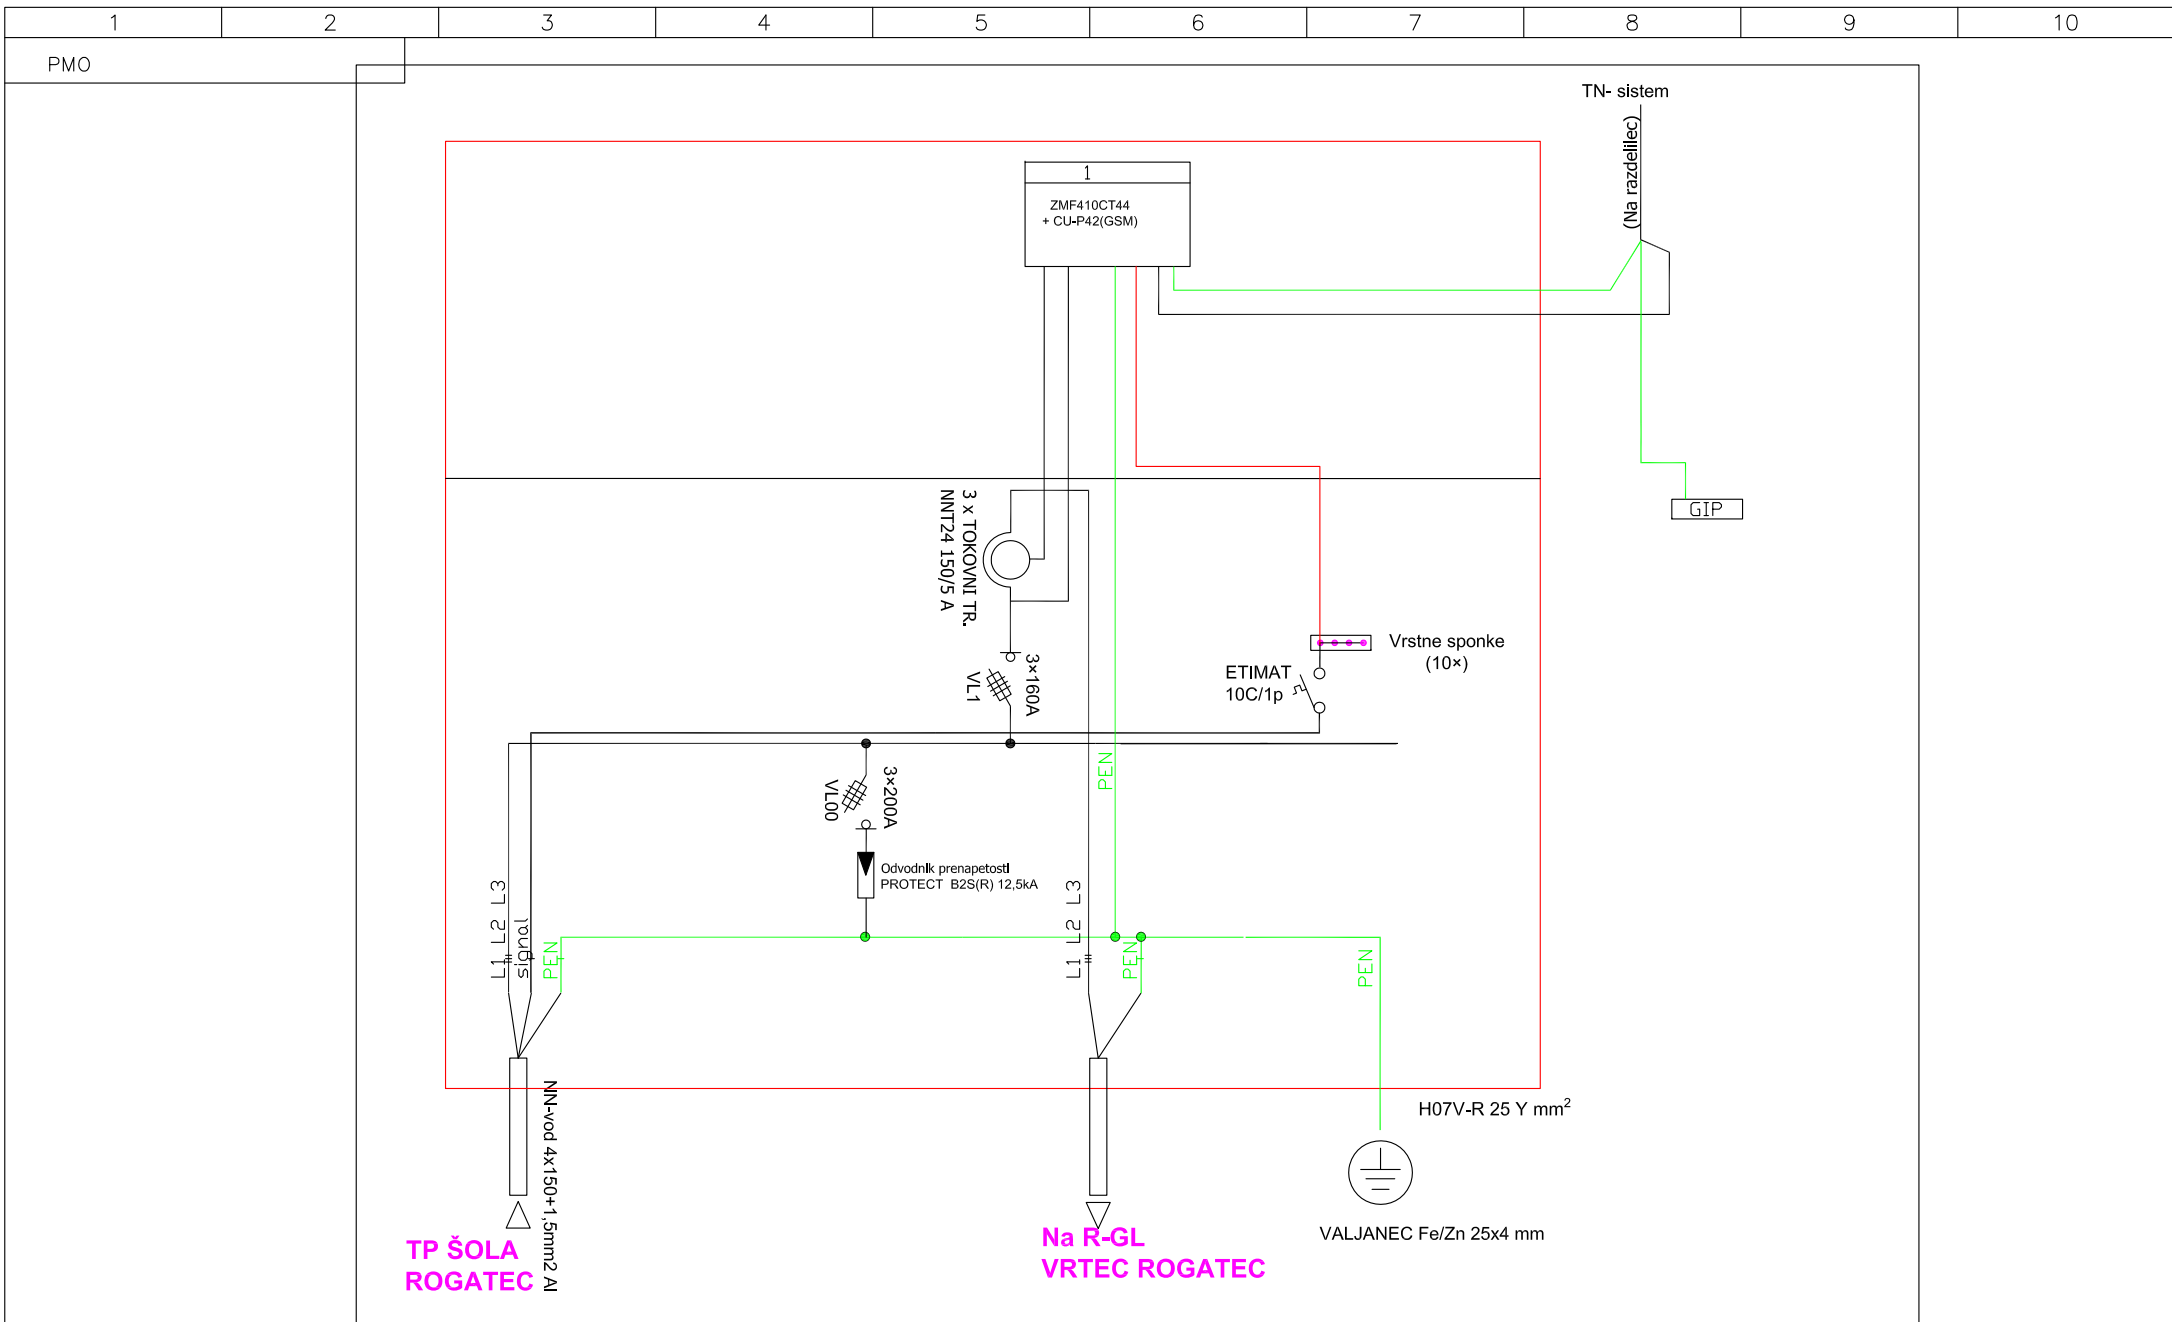 1 2 3 4 5 6 7 8 9 10
PMO
TN- sistem
(Na razdelilec)
1
ZMF410CT44
+ CU-P42(GSM)
GIP
3 x TOKOVNI TR.
NNT24 150/5 A
3×160A
VL1
Vrstne sponke
(10×)
ETIMAT
10C/1p
PEN
3×200A
VL00
Odvodnik prenapetosti
PROTECT B2S(R) 12,5kA
L1 L2 L3
signal
PEN
L1 L2 L3
PEN
PEN
NN-vod 4x150+1,5mm2 Al
H07V-R 25 Y mm²
VALJANEC Fe/Zn 25x4 mm
TP ŠOLA
ROGATEC
Na R-GL
VRTEC ROGATEC